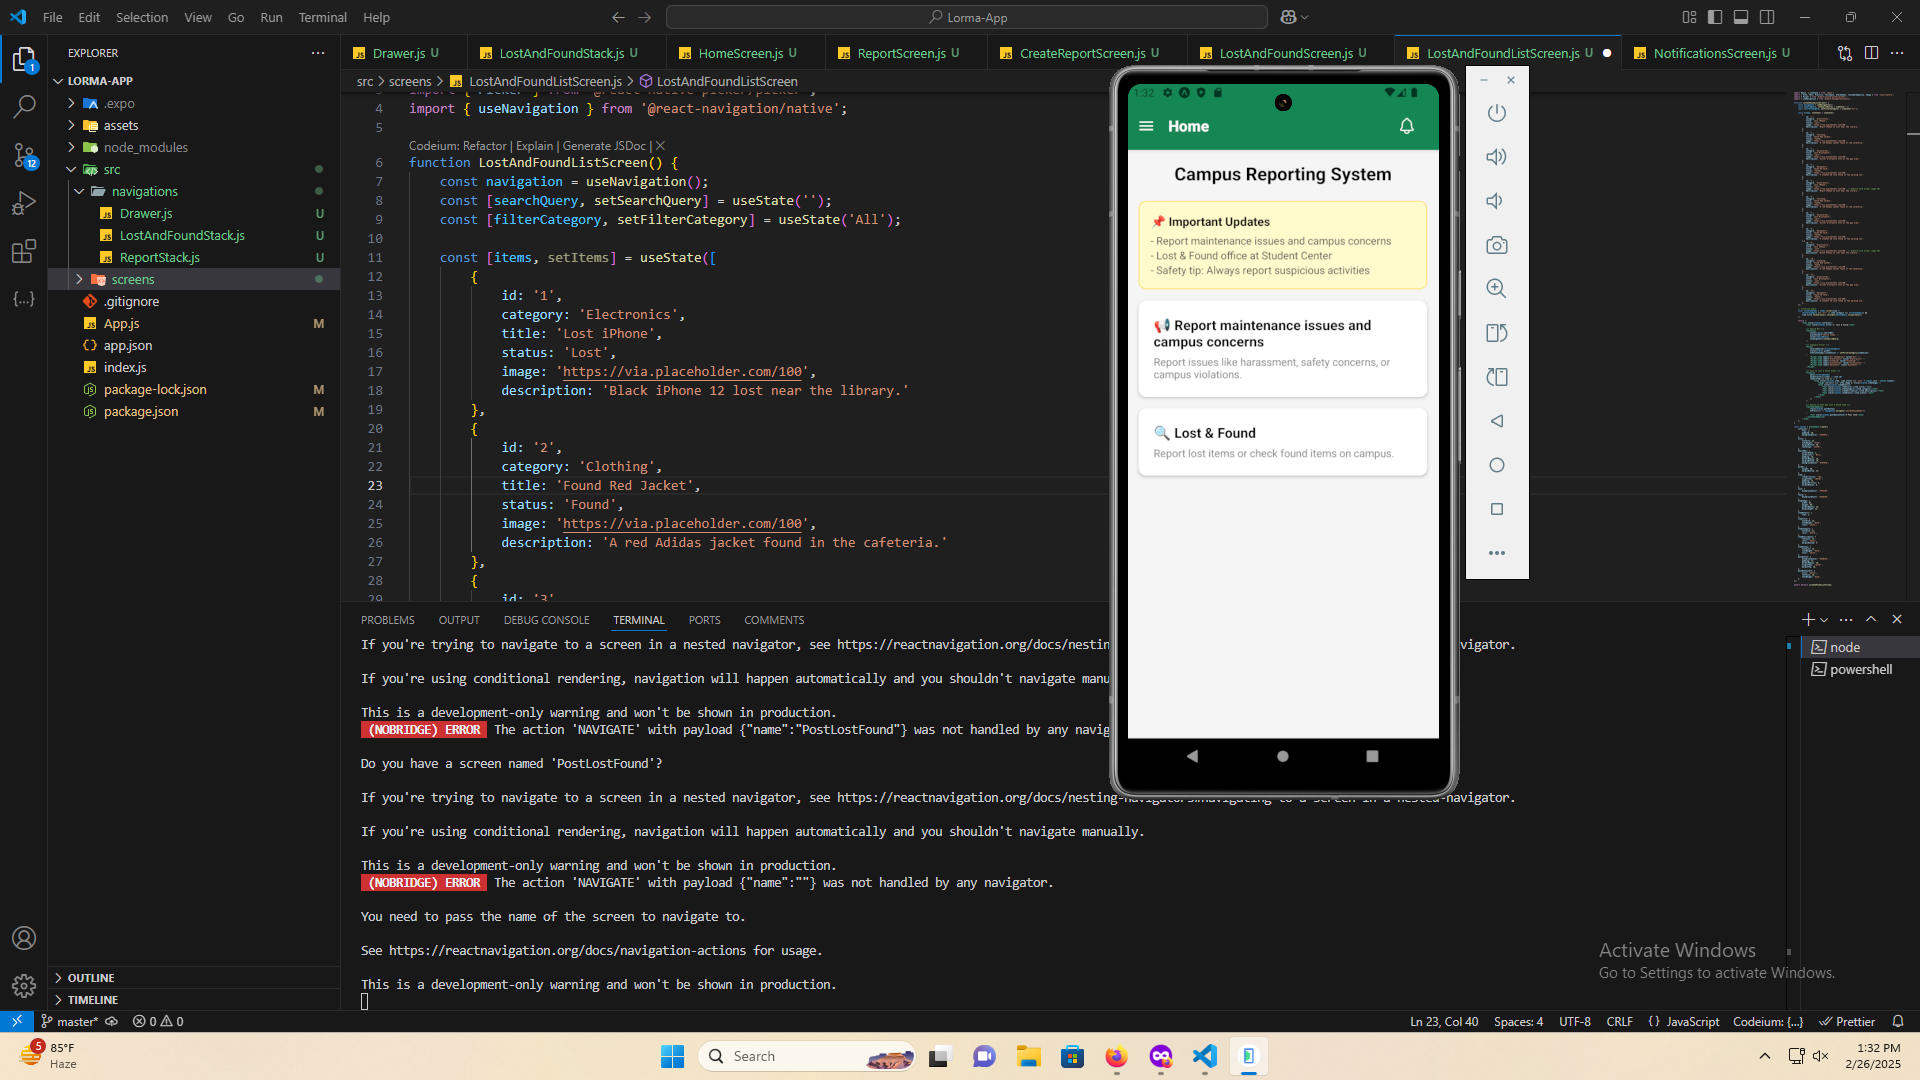 File Edit Selection View Go Run Terminal Help
Lorma-App
EXPLORER
LORMA-APP
.expo
assets
node_modules
src
navigations
Drawer.js U
LostAndFoundStack.js U
ReportStack.js U
screens
.gitignore
App.js M
app.json
index.js
package-lock.json M
package.json M
OUTLINE
TIMELINE
1
12
Drawer.js U
LostAndFoundStack.js U
HomeScreen.js U
ReportScreen.js U
CreateReportScreen.js U
LostAndFoundScreen.js U
LostAndFoundListScreen.js U
NotificationsScreen.js U
src > screens > LostAndFoundListScreen.js > LostAndFoundListScreen
4 import { useNavigation } from '@react-navigation/native';
5
Codeium: Refactor | Explain | Generate JSDoc | X
6 function LostAndFoundListScreen() {
7 const navigation = useNavigation();
8 const [searchQuery, setSearchQuery] = useState('');
9 const [filterCategory, setFilterCategory] = useState('All');
10
11 const [items, setItems] = useState([
12 {
13 id: '1',
14 category: 'Electronics',
15 title: 'Lost iPhone',
16 status: 'Lost',
17 image: 'https://via.placeholder.com/100',
18 description: 'Black iPhone 12 lost near the library.'
19 },
20 {
21 id: '2',
22 category: 'Clothing',
23 title: 'Found Red Jacket',
24 status: 'Found',
25 image: 'https://via.placeholder.com/100',
26 description: 'A red Adidas jacket found in the cafeteria.'
27 },
28 {
29 id: '3'
1:32
Home
Campus Reporting System
📌 Important Updates
- Report maintenance issues and campus concerns
- Lost & Found office at Student Center
- Safety tip: Always report suspicious activities
📢 Report maintenance issues and
campus concerns
Report issues like harassment, safety concerns, or
campus violations.
🔍 Lost & Found
Report lost items or check found items on campus.
PROBLEMS OUTPUT DEBUG CONSOLE TERMINAL PORTS COMMENTS
node
powershell
If you're trying to navigate to a screen in a nested navigator, see https://reactnavigation.org/docs/nestin vigator.
If you're using conditional rendering, navigation will happen automatically and you shouldn't navigate manu
This is a development-only warning and won't be shown in production.
(NOBRIDGE) ERROR The action 'NAVIGATE' with payload {"name":"PostLostFound"} was not handled by any navig
Do you have a screen named 'PostLostFound'?
If you're trying to navigate to a screen in a nested navigator, see https://reactnavigation.org/docs/nesting-navigators#navigating-to-a-screen-in-a-nested-navigator.
If you're using conditional rendering, navigation will happen automatically and you shouldn't navigate manually.
This is a development-only warning and won't be shown in production.
(NOBRIDGE) ERROR The action 'NAVIGATE' with payload {"name":""} was not handled by any navigator.
You need to pass the name of the screen to navigate to.
See https://reactnavigation.org/docs/navigation-actions for usage.
This is a development-only warning and won't be shown in production.
Activate Windows
Go to Settings to activate Windows.
master* 0 0
Ln 23, Col 40 Spaces: 4 UTF-8 CRLF {} JavaScript Codeium: {...} Prettier
5
85°F
Haze
Search
1:32 PM
2/26/2025